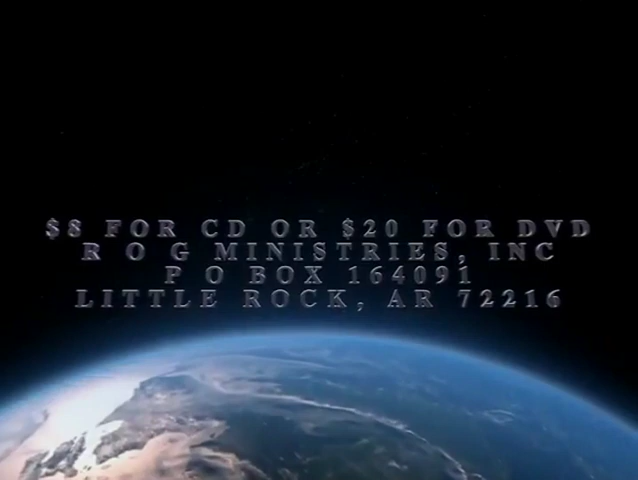 $8 FOR CD OR $20 FOR DVD
R O G MINISTRIES, INC
P O BOX 164091
LITTLE ROCK, AR 72216